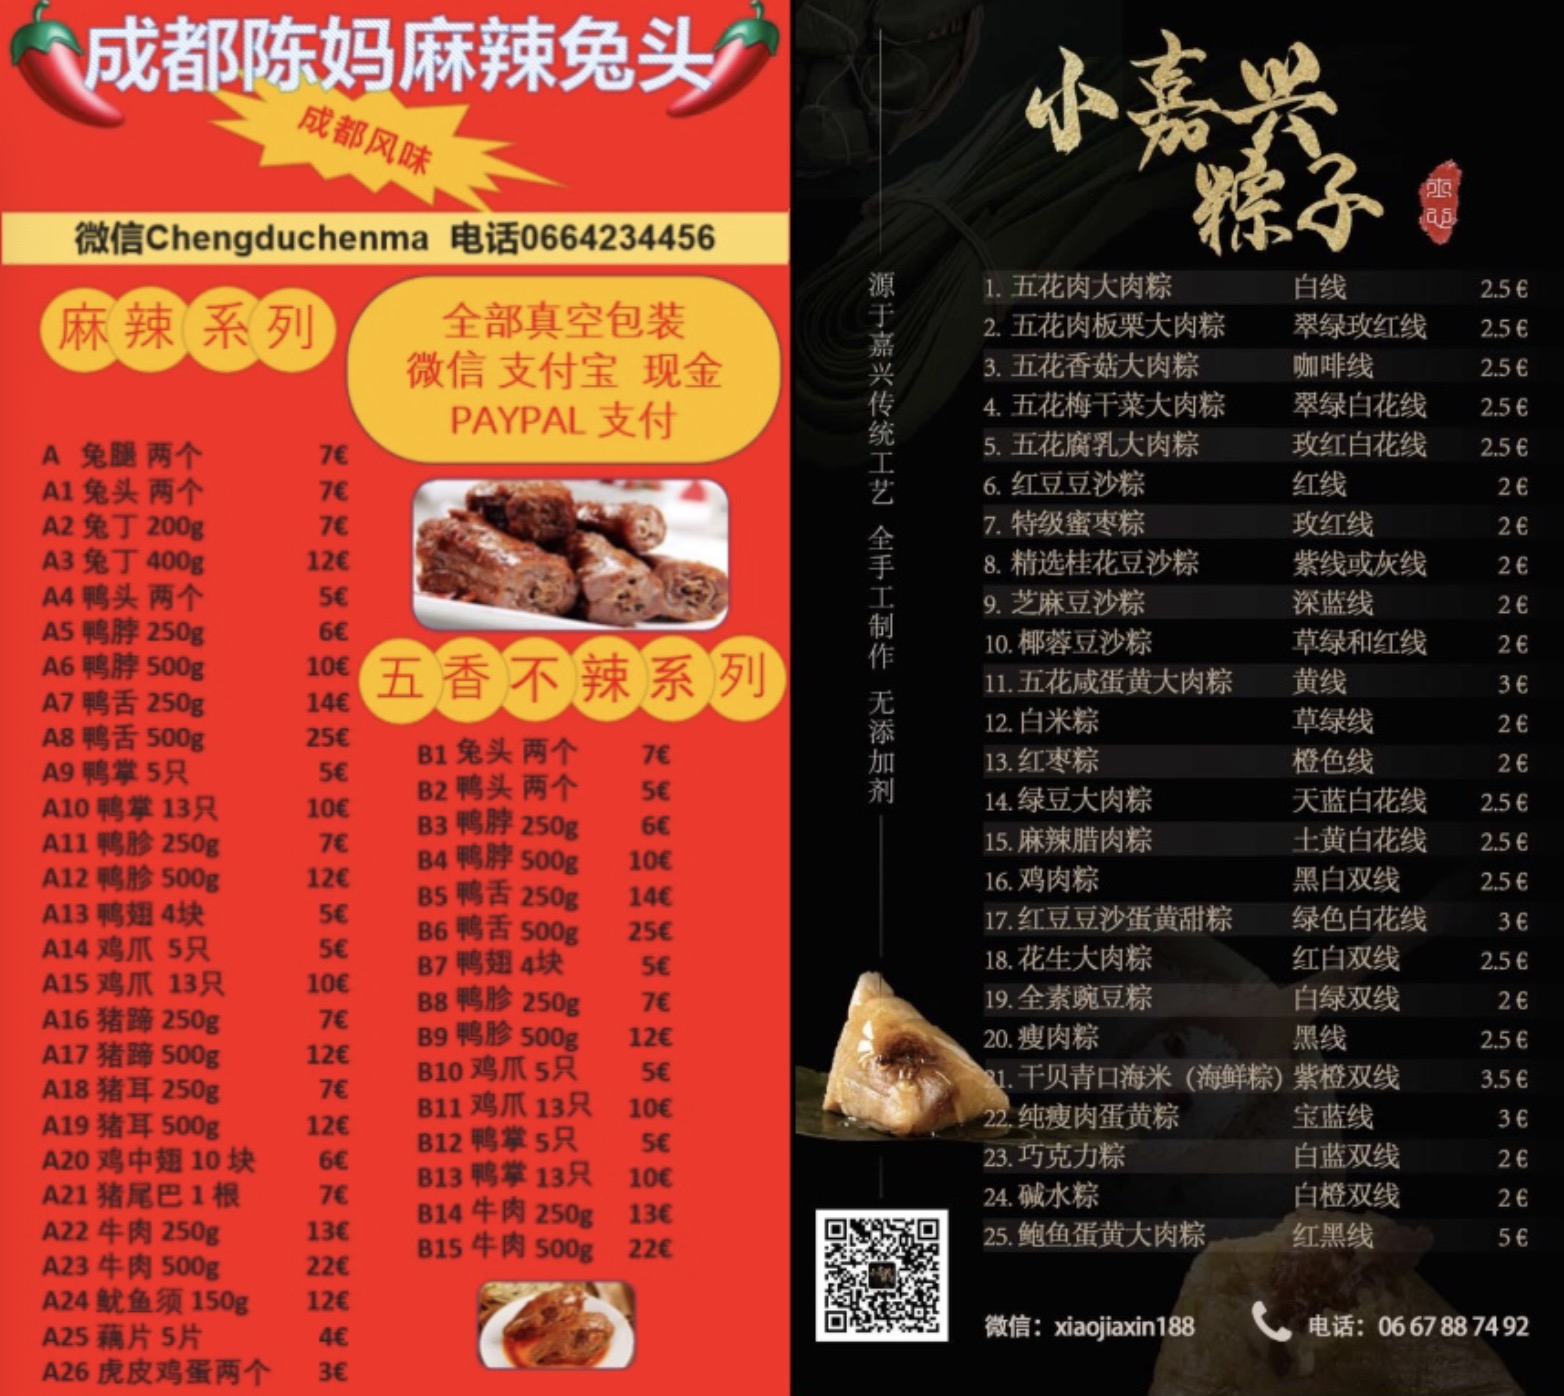 成都陈妈麻辣兔头
成都风味
微信Chengduchenma 电话0664234456
麻辣系列
全部真空包装
微信 支付宝 现金
PAYPAL 支付
A 兔腿 两个 7€
A1 兔头 两个 7€
A2 兔丁 200g 7€
A3 兔丁 400g 12€
A4 鸭头 两个 5€
A5 鸭脖 250g 6€
A6 鸭脖 500g 10€
A7 鸭舌 250g 14€
A8 鸭舌 500g 25€
A9 鸭掌 5只 5€
A10 鸭掌 13只 10€
A11 鸭胗 250g 7€
A12 鸭胗 500g 12€
A13 鸭翅 4块 5€
A14 鸡爪 5只 5€
A15 鸡爪 13只 10€
A16 猪蹄 250g 7€
A17 猪蹄 500g 12€
A18 猪耳 250g 7€
A19 猪耳 500g 12€
A20 鸡中翅 10 块 6€
A21 猪尾巴 1 根 7€
A22 牛肉 250g 13€
A23 牛肉 500g 22€
A24 鱿鱼须 150g 12€
A25 藕片 5片 4€
A26 虎皮鸡蛋两个 3€
五香不辣系列
B1 兔头 两个 7€
B2 鸭头 两个 5€
B3 鸭脖 250g 6€
B4 鸭脖 500g 10€
B5 鸭舌 250g 14€
B6 鸭舌 500g 25€
B7 鸭翅 4块 5€
B8 鸭胗 250g 7€
B9 鸭胗 500g 12€
B10 鸡爪 5只 5€
B11 鸡爪 13只 10€
B12 鸭掌 5只 5€
B13 鸭掌 13只 10€
B14 牛肉 250g 13€
B15 牛肉 500g 22€
小嘉兴
粽子
源于嘉兴传统工艺 全手工制作 无添加剂
1. 五花肉大肉粽 白线 2.5 €
2. 五花肉板栗大肉粽 翠绿玫红线 2.5 €
3. 五花香菇大肉粽 咖啡线 2.5 €
4. 五花梅干菜大肉粽 翠绿白花线 2.5 €
5. 五花腐乳大肉粽 玫红白花线 2.5 €
6. 红豆豆沙粽 红线 2 €
7. 特级蜜枣粽 玫红线 2 €
8. 精选桂花豆沙粽 紫线或灰线 2 €
9. 芝麻豆沙粽 深蓝线 2 €
10. 椰蓉豆沙粽 草绿和红线 2 €
11. 五花咸蛋黄大肉粽 黄线 3 €
12. 白米粽 草绿线 2 €
13. 红枣粽 橙色线 2 €
14. 绿豆大肉粽 天蓝白花线 2.5 €
15. 麻辣腊肉粽 土黄白花线 2.5 €
16. 鸡肉粽 黑白双线 2.5 €
17. 红豆豆沙蛋黄甜粽 绿色白花线 3 €
18. 花生大肉粽 红白双线 2.5 €
19. 全素豌豆粽 白绿双线 2 €
20. 瘦肉粽 黑线 2.5 €
21. 干贝青口海米（海鲜粽）紫橙双线 3.5 €
22. 纯瘦肉蛋黄粽 宝蓝线 3 €
23. 巧克力粽 白蓝双线 2 €
24. 碱水粽 白橙双线 2 €
25. 鲍鱼蛋黄大肉粽 红黑线 5 €
微信：xiaojiaxin188 电话：06 67 88 74 92